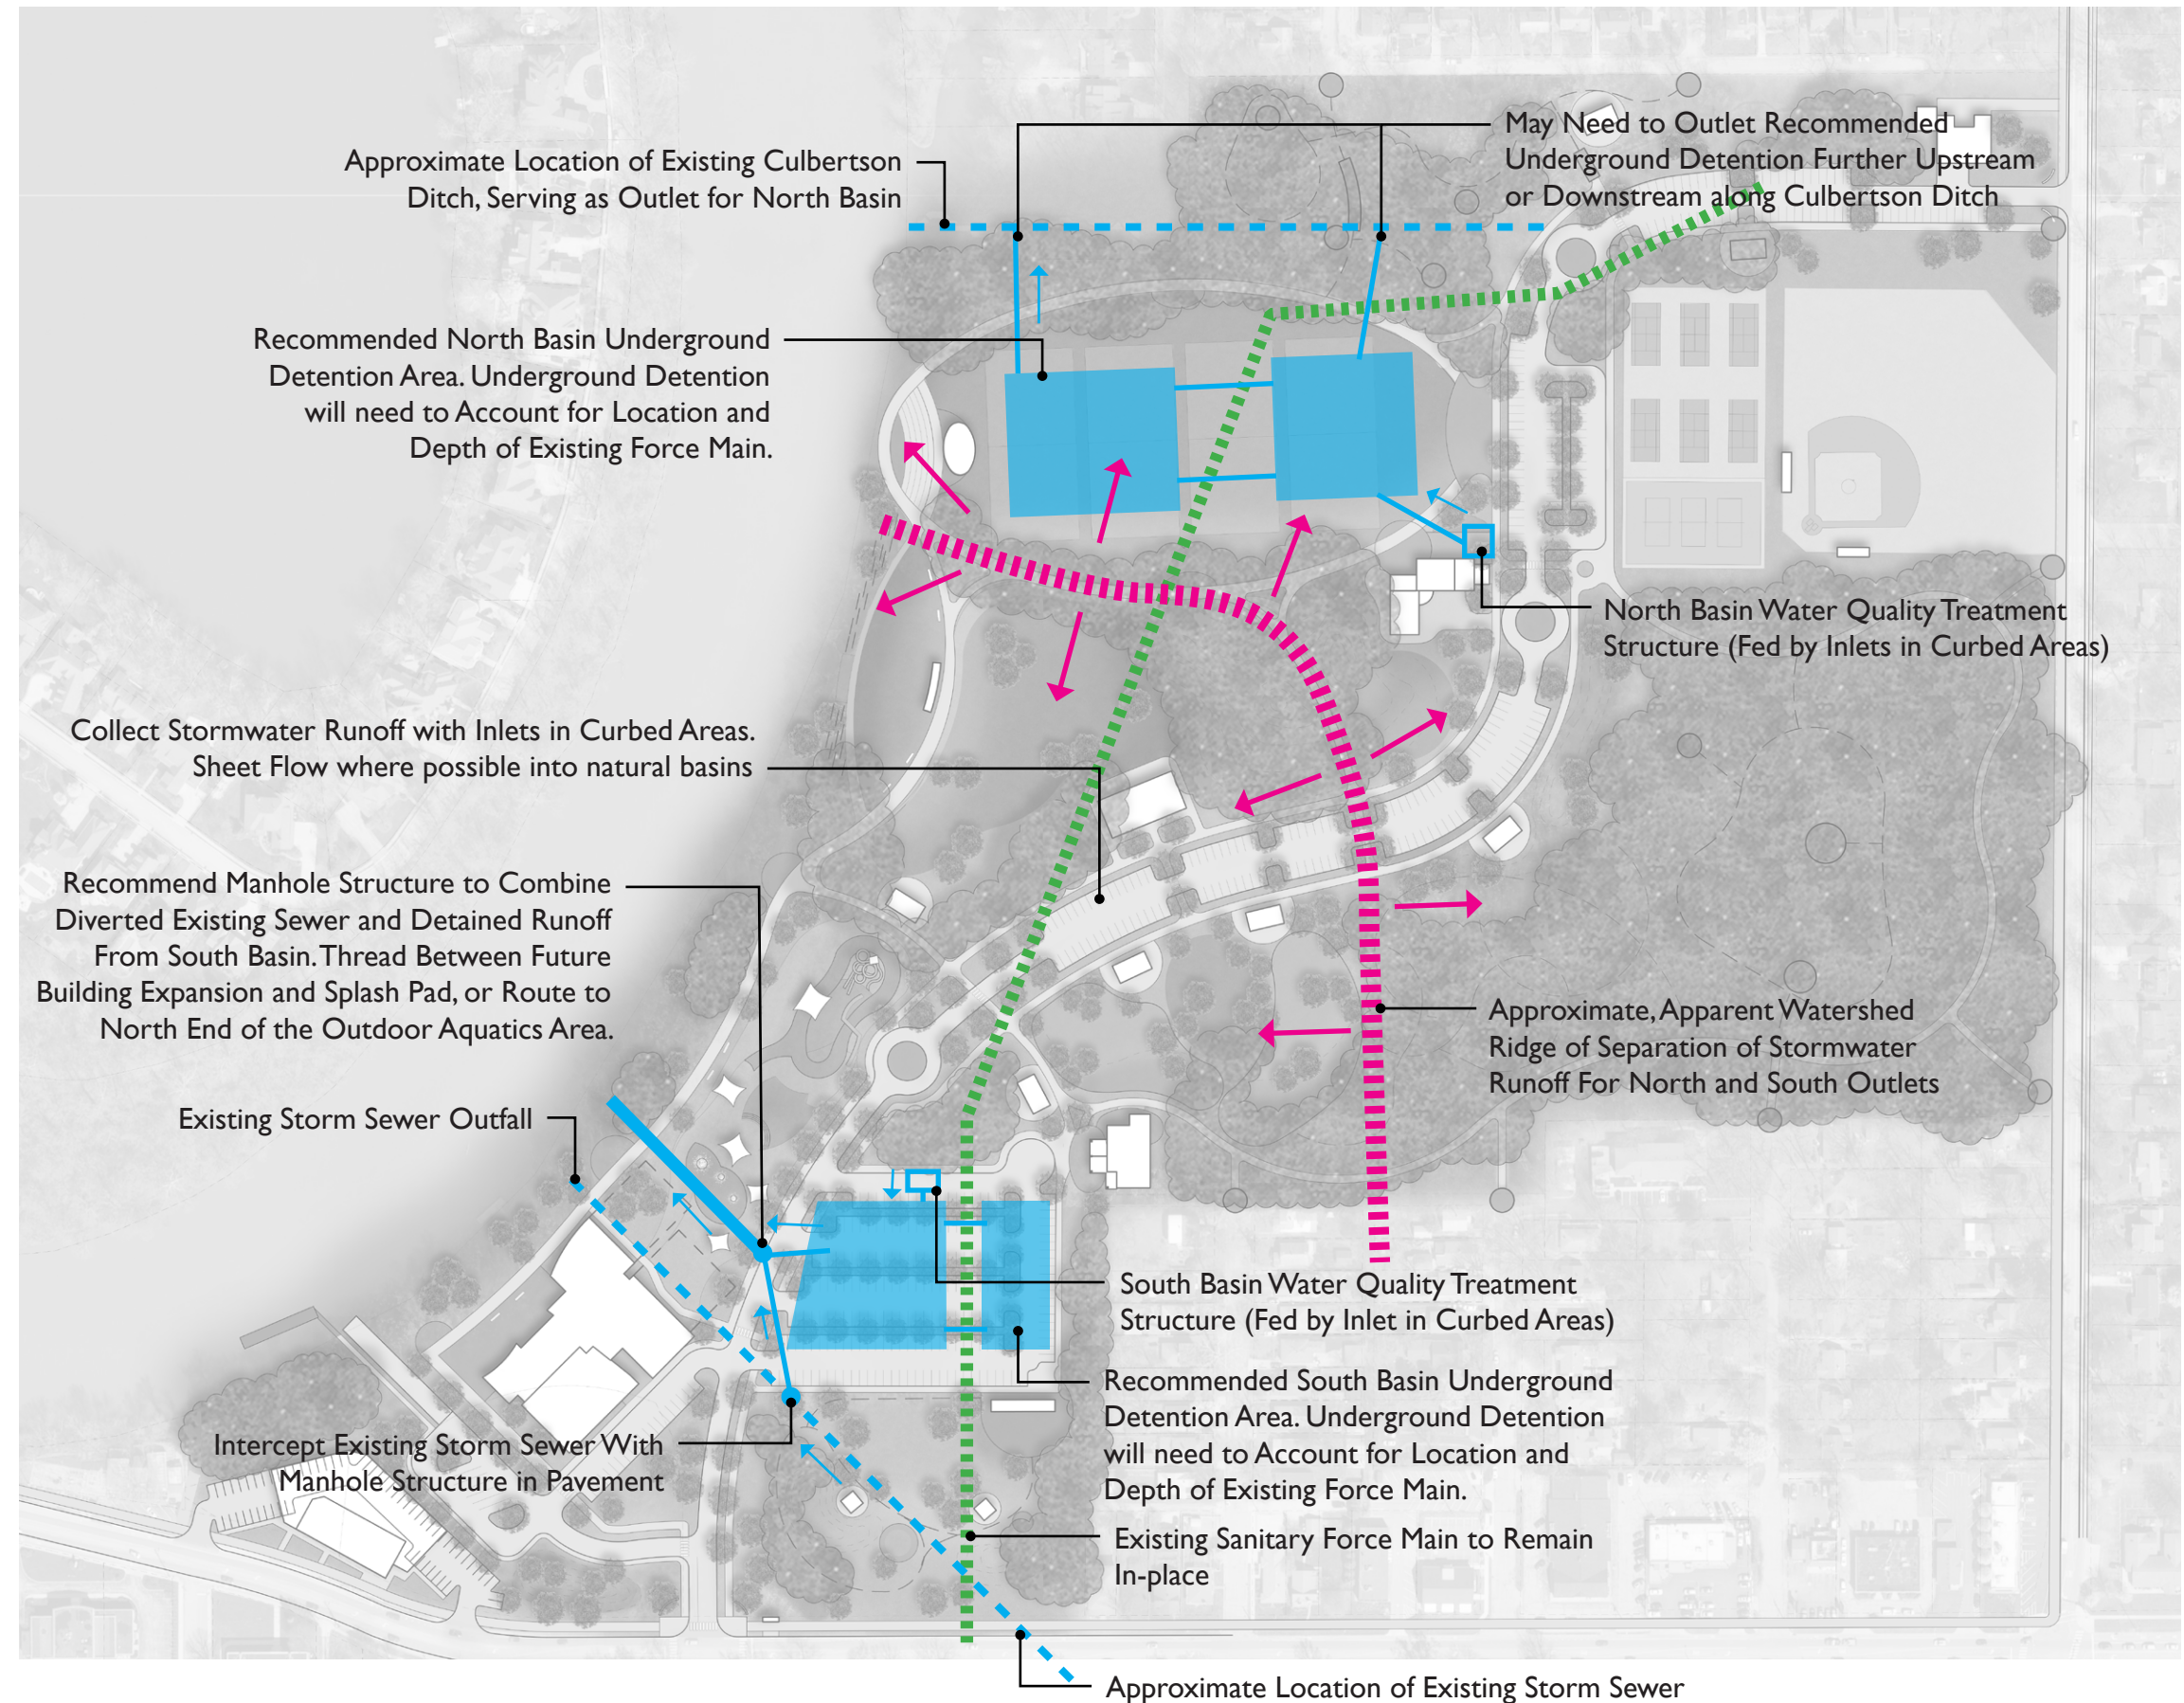 May Need to Outlet Recommended
Underground Detention Further Upstream
or Downstream along Culbertson Ditch
Approximate Location of Existing Culbertson
Ditch, Serving as Outlet for North Basin
Recommended North Basin Underground
Detention Area. Underground Detention
will need to Account for Location and
Depth of Existing Force Main.
North Basin Water Quality Treatment
Structure (Fed by Inlets in Curbed Areas)
Collect Stormwater Runoff with Inlets in Curbed Areas.
Sheet Flow where possible into natural basins
Recommend Manhole Structure to Combine
Diverted Existing Sewer and Detained Runoff
From South Basin. Thread Between Future
Building Expansion and Splash Pad, or Route to
North End of the Outdoor Aquatics Area.
Approximate, Apparent Watershed
Ridge of Separation of Stormwater
Runoff For North and South Outlets
Existing Storm Sewer Outfall
South Basin Water Quality Treatment
Structure (Fed by Inlet in Curbed Areas)
Recommended South Basin Underground
Detention Area. Underground Detention
will need to Account for Location and
Depth of Existing Force Main.
Intercept Existing Storm Sewer With
Manhole Structure in Pavement
Existing Sanitary Force Main to Remain
In-place
Approximate Location of Existing Storm Sewer